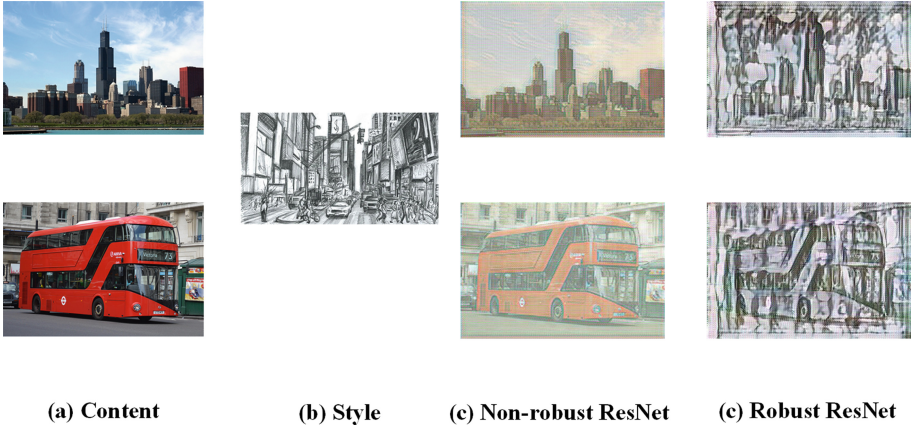 (a) Content
(b) Style
(c) Non-robust ResNet
(c) Robust ResNet